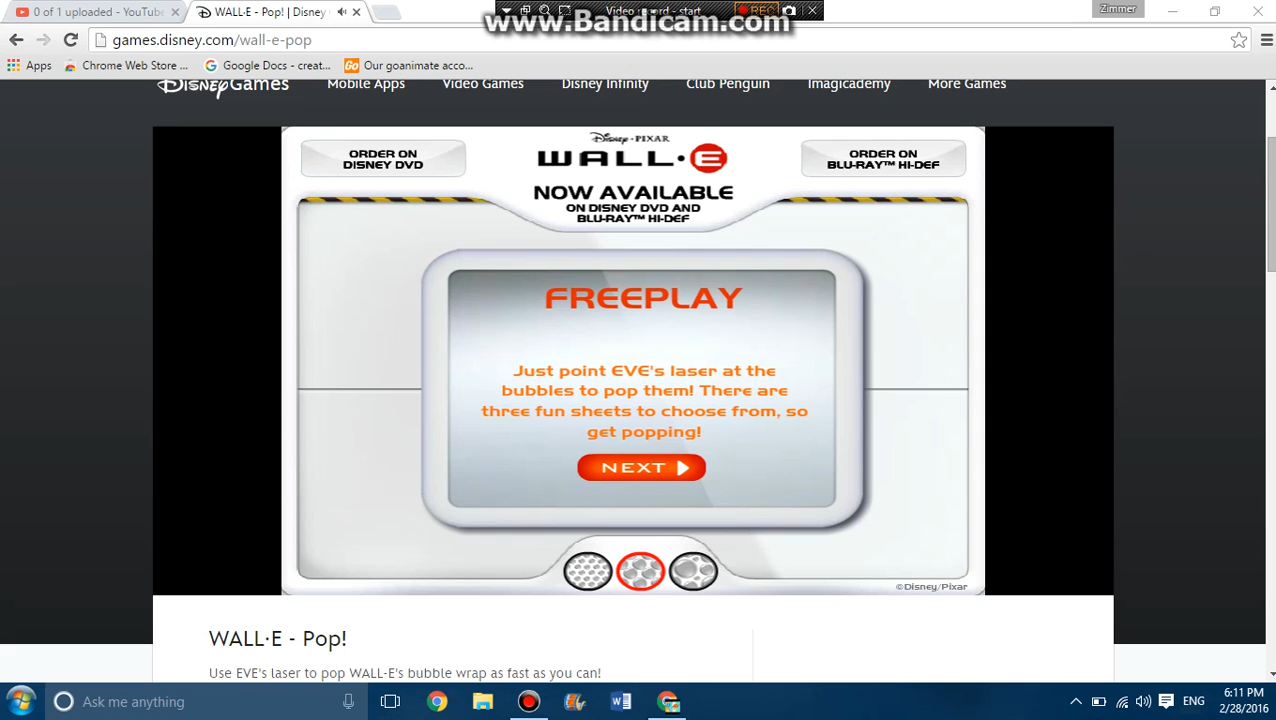 0 of 1 uploaded - YouTube
WALL·E - Pop! | Disney
Video record - start
REC
www.Bandicam.com
Zimmer
games.disney.com/wall-e-pop
Apps
Chrome Web Store ...
Google Docs - creat...
Go
Our goanimate acco...
Disney Games
Mobile Apps
Video Games
Disney Infinity
Club Penguin
Imagicademy
More Games
ORDER ON
DISNEY DVD
Disney·PIXAR
WALL·E
ORDER ON
BLU-RAY™ HI-DEF
NOW AVAILABLE
ON DISNEY DVD AND
BLU-RAY™ HI-DEF
FREEPLAY
Just point EVE's laser at the
bubbles to pop them! There are
three fun sheets to choose from, so
get popping!
NEXT
©Disney/Pixar
WALL·E - Pop!
Use EVE's laser to pop WALL-E's bubble wrap as fast as you can!
Ask me anything
ENG
6:11 PM
2/28/2016